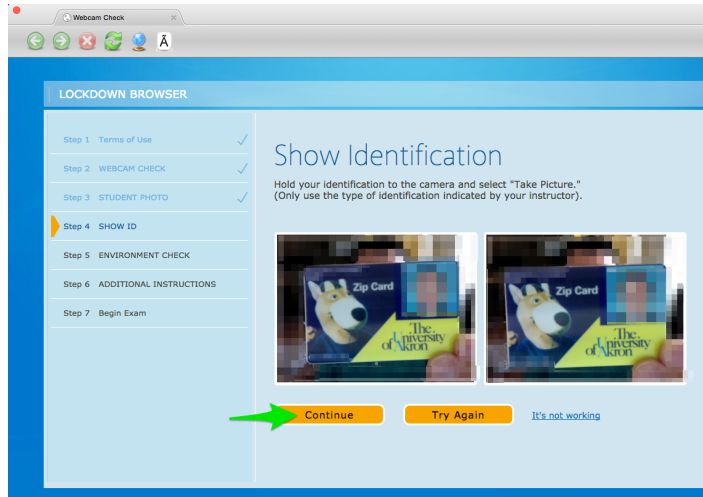 Webcam Check
Ã
LOCKDOWN BROWSER
Step 1 Terms of Use
Step 2 WEBCAM CHECK
Step 3 STUDENT PHOTO
Step 4 SHOW ID
Step 5 ENVIRONMENT CHECK
Step 6 ADDITIONAL INSTRUCTIONS
Step 7 Begin Exam
Show Identification
Hold your identification to the camera and select "Take Picture."
(Only use the type of identification indicated by your instructor).
Zip Card
The
University
of Akron
Zip Card
The
University
of Akron
Continue
Try Again
It's not working